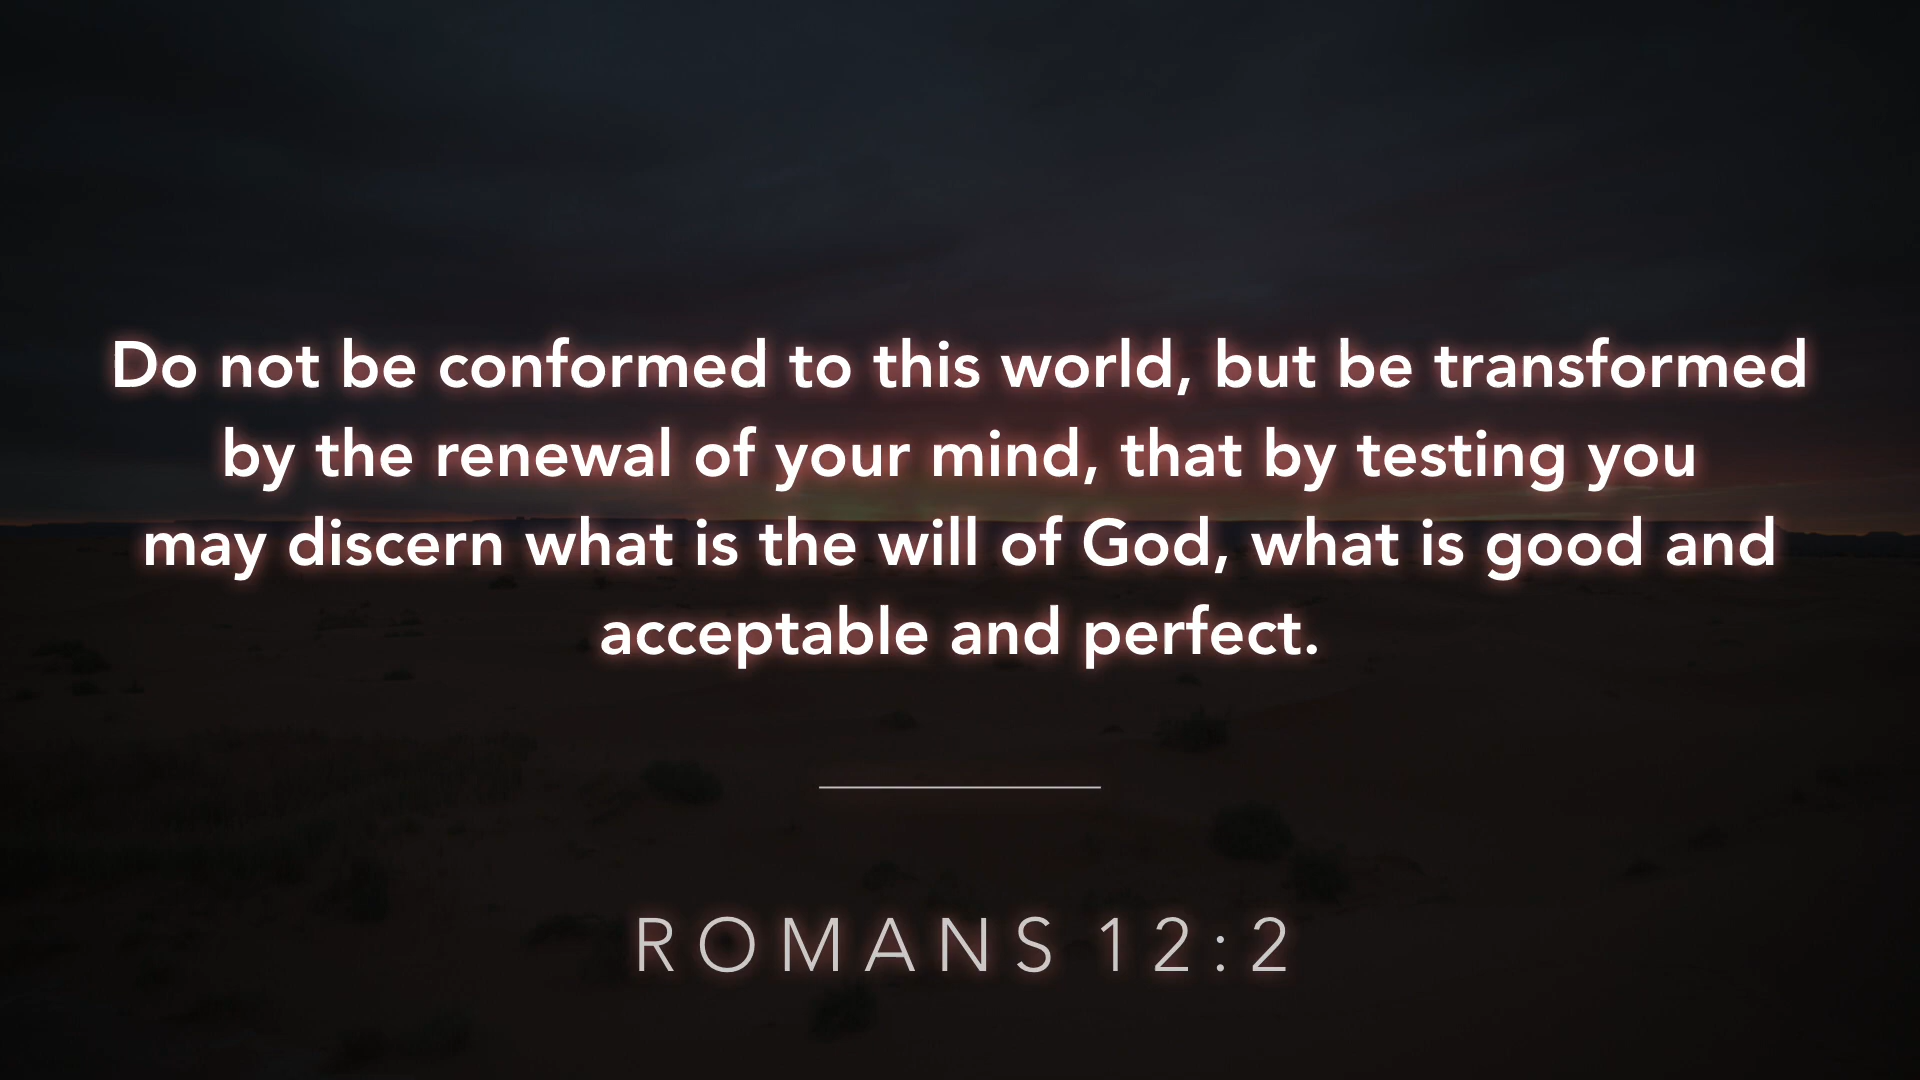 Do not be conformed to this world, but be transformed
by the renewal of your mind, that by testing you
may discern what is the will of God, what is good and
acceptable and perfect.
ROMANS 12:2